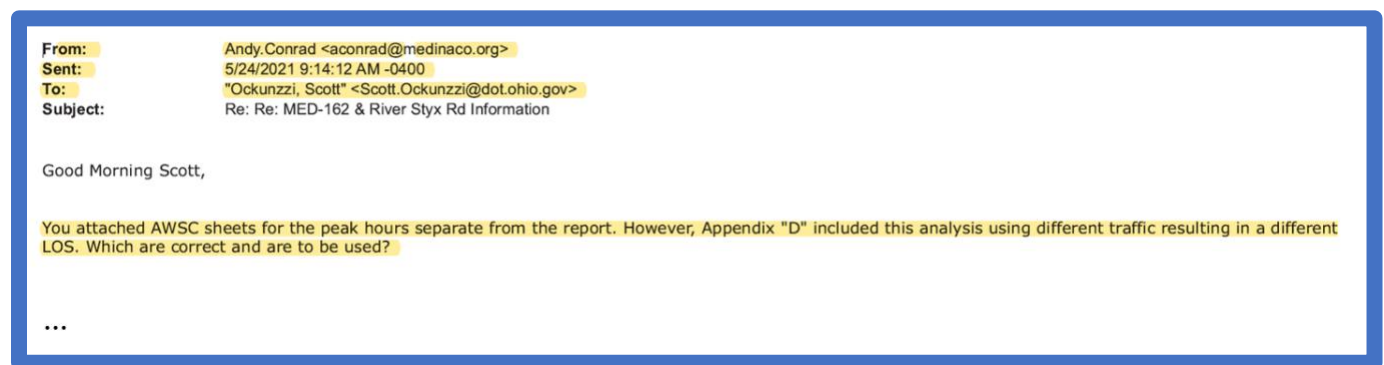 From: Andy.Conrad <aconrad@medinaco.org>
Sent: 5/24/2021 9:14:12 AM -0400
To: "Ockunzzi, Scott" <Scott.Ockunzzi@dot.ohio.gov>
Subject: Re: Re: MED-162 & River Styx Rd Information
Good Morning Scott,
You attached AWSC sheets for the peak hours separate from the report. However, Appendix "D" included this analysis using different traffic resulting in a different
LOS. Which are correct and are to be used?
...